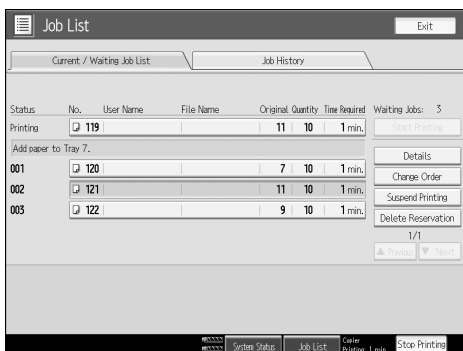 Job List
Exit
Current / Waiting Job List
Job History
Status No. User Name File Name Original Quantity Time Required Waiting Jobs: 3
Printing 119 11 10 1 min. Start Printing
Add paper to Tray 7.
Details
001 120 7 10 1 min.
Change Order
002 121 11 10 1 min.
Suspend Printing
003 122 9 10 1 min.
Delete Reservation
1/1
▲ Previous ▼ Next
System Status Job List Copier Stop Printing
Printing: 1 min.